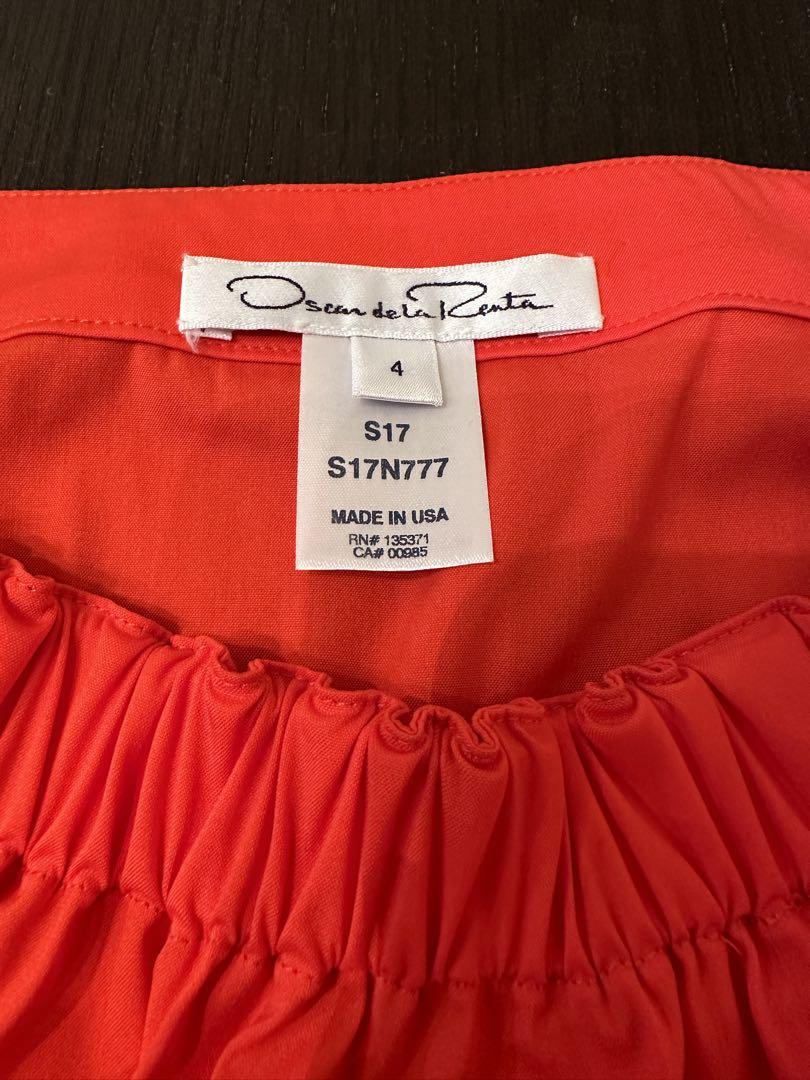 Oscar de la Renta
4
S17
S17N777
MADE IN USA
RN# 135371
CA# 00985